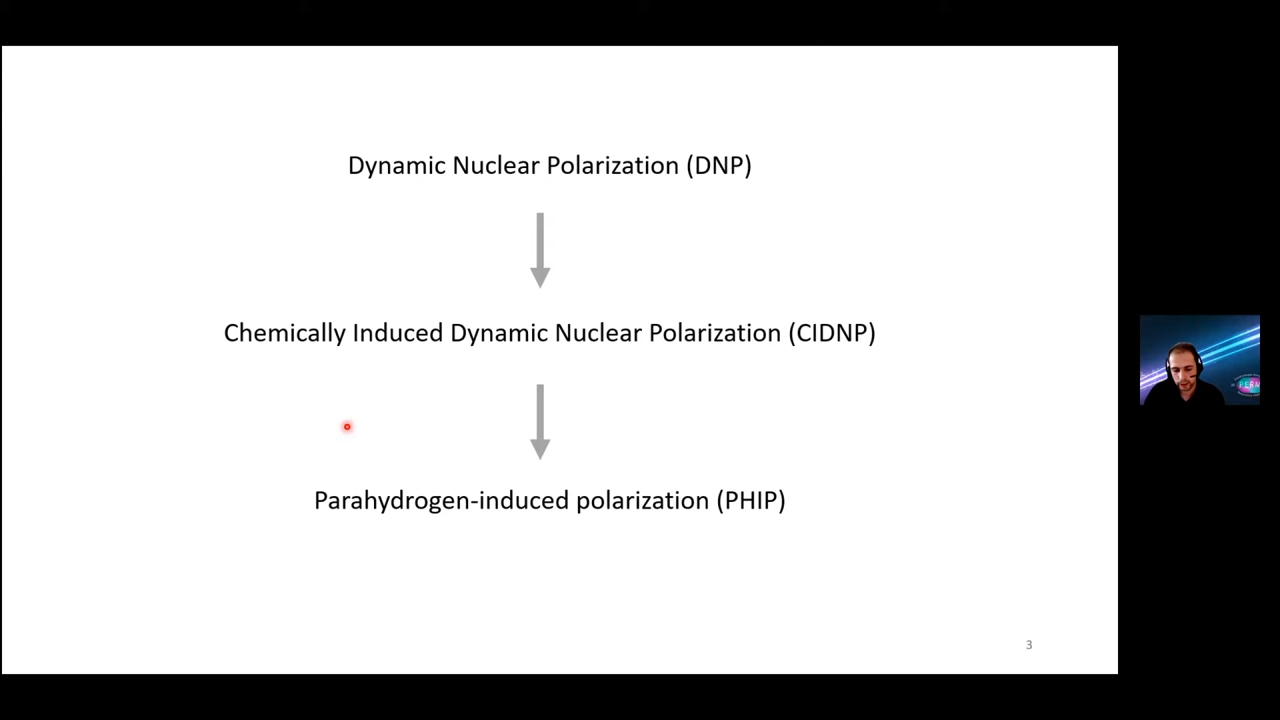 Dynamic Nuclear Polarization (DNP)
Chemically Induced Dynamic Nuclear Polarization (CIDNP)
Parahydrogen-induced polarization (PHIP)
3